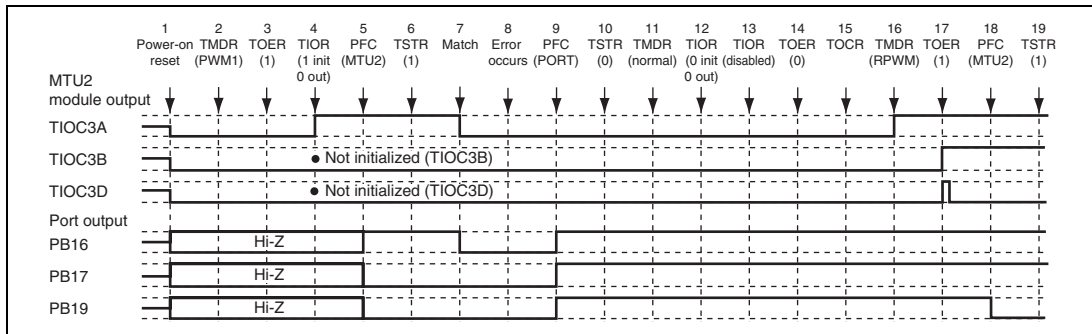 1 2 3 4 5 6 7 8 9 10 11 12 13 14 15 16 17 18 19
Power-on TMDR TOER TIOR PFC TSTR Match Error PFC TSTR TMDR TIOR TIOR TOER TOCR TMDR TOER PFC TSTR
reset (PWM1) (1) (1 init (MTU2) (1) occurs (PORT) (0) (normal) (0 init (disabled) (0) (RPWM) (1) (MTU2) (1)
0 out) 0 out)
MTU2
module output
TIOC3A
TIOC3B • Not initialized (TIOC3B)
TIOC3D • Not initialized (TIOC3D)
Port output
PB16 Hi-Z
PB17 Hi-Z
PB19 Hi-Z